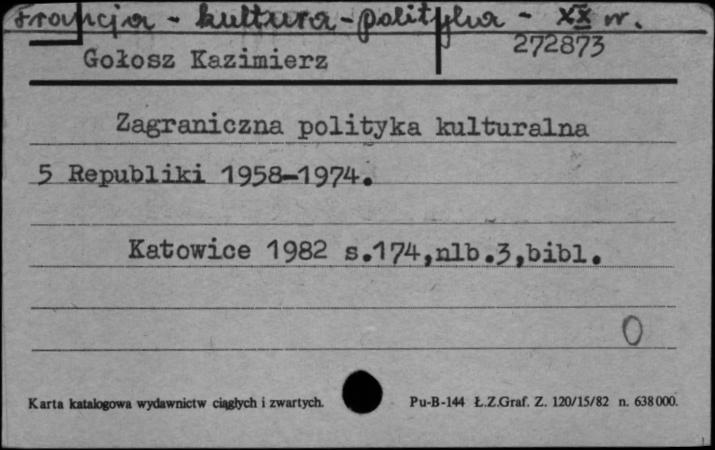 Francja - kultura - polityka - XX w.
272873
Gołosz Kazimierz
Zagraniczna polityka kulturalna
5 Republiki 1958-1974.
Katowice 1982 s.174,nlb.3,bibl.
O
Karta katalogowa wydawnictw ciągłych i zwartych.
Pu-B-144 Ł.Z.Graf. Z. 120/15/82 n. 638000.